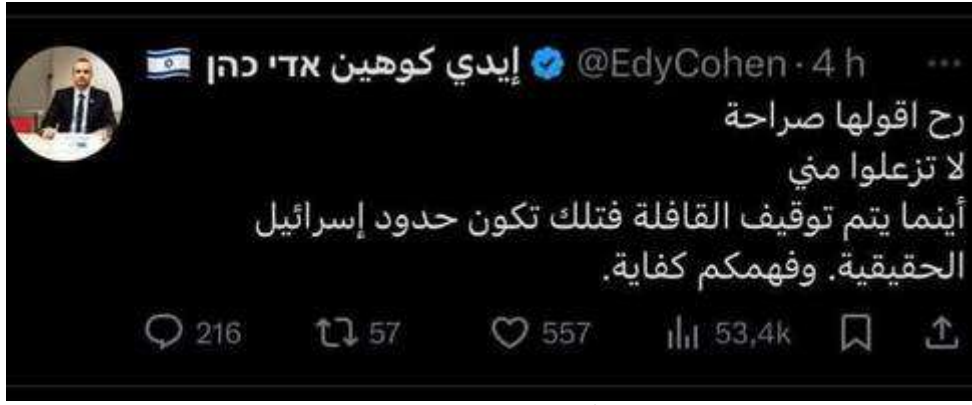 إيدي كوهين אדי כהן 🇮🇱 @EdyCohen · 4 h
رح اقولها صراحة
لا تزعلوا مني
أينما يتم توقيف القافلة فتلك تكون حدود إسرائيل
الحقيقية. وفهمكم كفاية.
216 57 557 53,4k